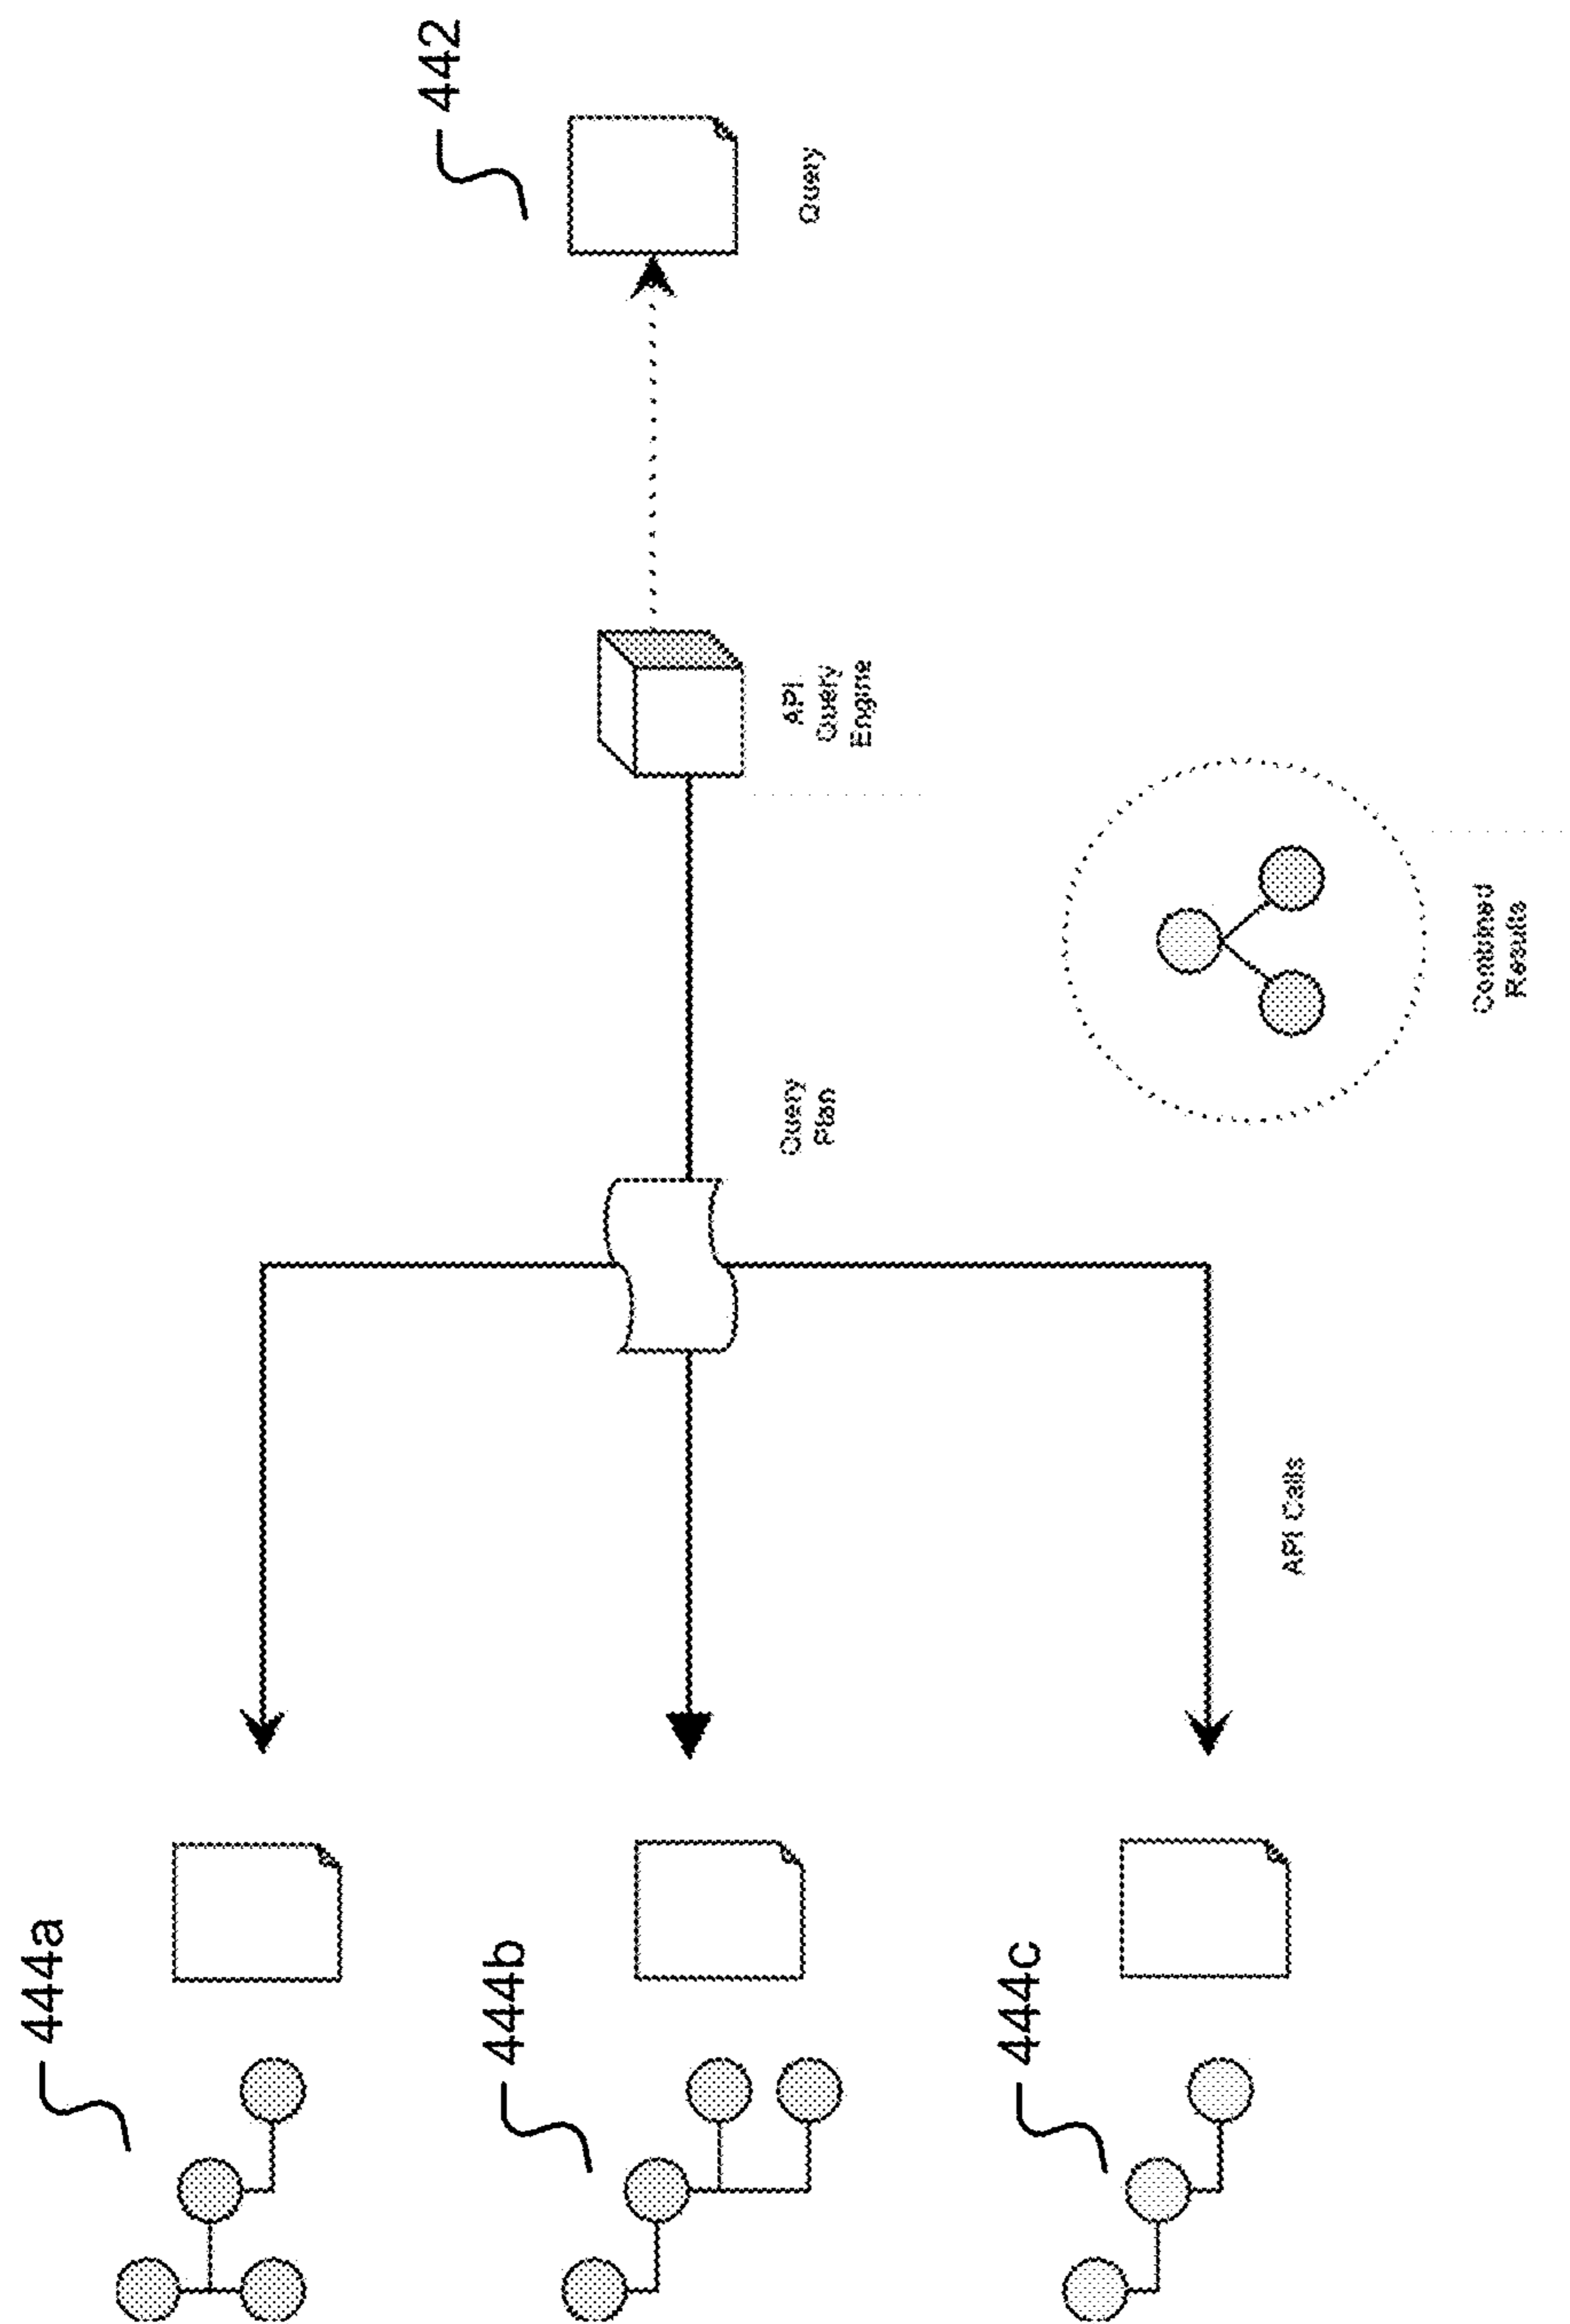 442
Query
API
Query
Engine
Query
Plan
Combined
Results
API Calls
444a
444b
444c